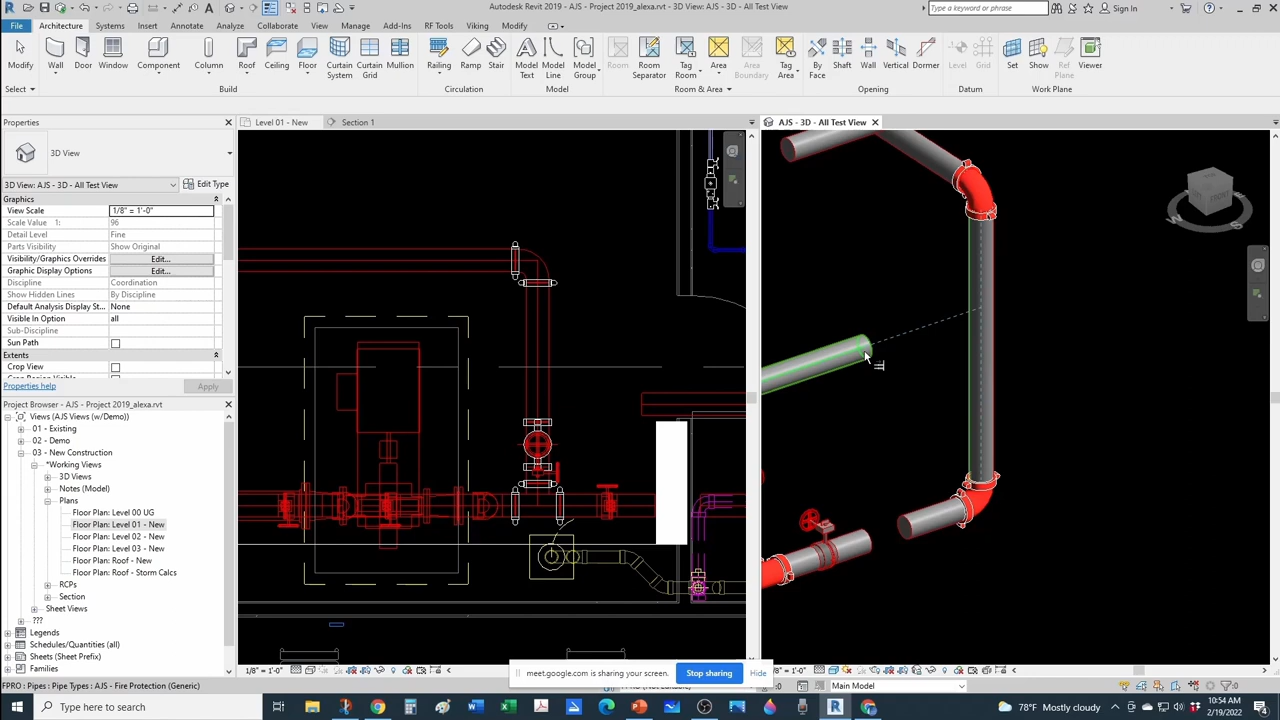 Autodesk Revit 2019 - AJS - Project 2019_alexa.rvt - 3D View: AJS - 3D - All Test View
Type a keyword or phrase
Sign In
File Architecture Systems Insert Annotate Analyze Collaborate View Manage Add-Ins RF Tools Viking Modify
Modify
Wall Door Window Component Column Roof Ceiling Floor Curtain System Curtain Grid Mullion
Railing Ramp Stair
Model Text Model Line Model Group
Room Room Separator Tag Room Area Area Boundary Tag Area
By Face Shaft Wall Vertical Dormer
Level Grid
Set Show Ref Plane Viewer
Select Build Circulation Model Room & Area Opening Datum Work Plane
Properties
Level 01 - New
Section 1
AJS - 3D - All Test View
3D View
3D View: AJS - 3D - All Test View
Edit Type
Graphics
View Scale 1/8" = 1'-0"
Scale Value 1: 96
Detail Level Fine
Parts Visibility Show Original
Visibility/Graphics Overrides Edit...
Graphic Display Options Edit...
Discipline Coordination
Show Hidden Lines By Discipline
Default Analysis Display St... None
Visible In Option all
Sub-Discipline
Sun Path
Extents
Crop View
Properties help
Apply
Project Browser - AJS - Project 2019_alexa.rvt
Views (AJS Views (w/Demo))
01 - Existing
02 - Demo
03 - New Construction
*Working Views
3D Views
Notes (Model)
Plans
Floor Plan: Level 00 UG
Floor Plan: Level 01 - New
Floor Plan: Level 02 - New
Floor Plan: Level 03 - New
Floor Plan: Roof - New
Floor Plan: Roof - Storm Calcs
RCPs
Section
Sheet Views
???
Legends
Schedules/Quantities (all)
Sheets (Sheet Prefix)
Families
FRONT
W
S
1/8" = 1'-0"
meet.google.com is sharing your screen.
Stop sharing
Hide
Main Model
Type here to search
78°F Mostly cloudy
10:54 AM
2/19/2022